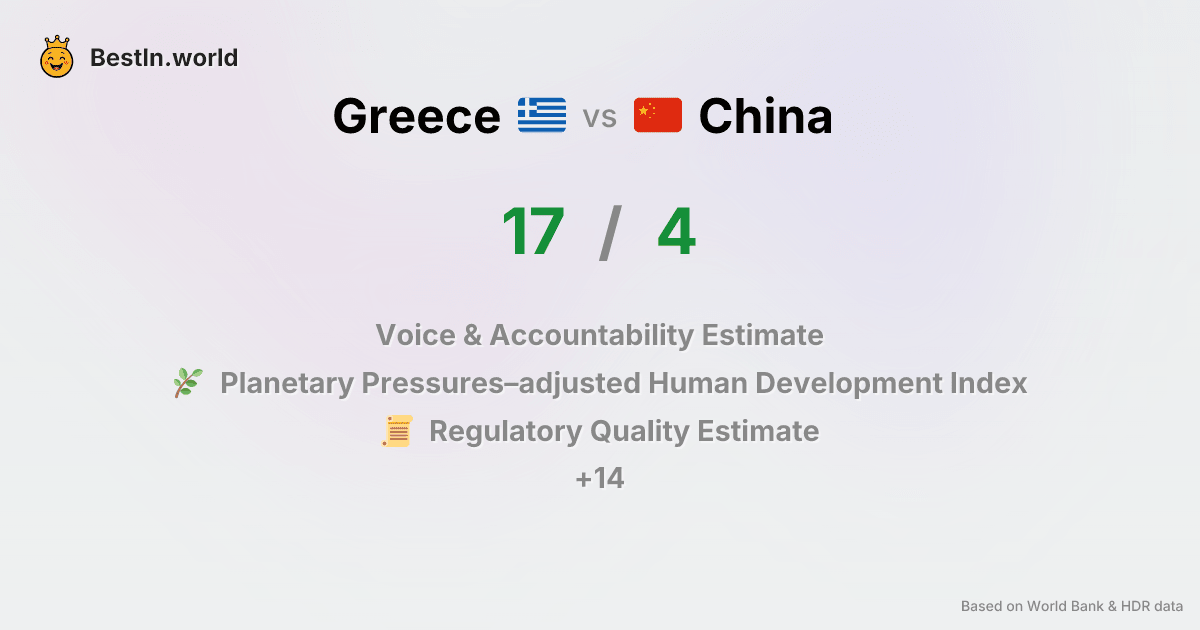 BestIn.world
Greece vs China
17 / 4
Voice & Accountability Estimate
Planetary Pressures–adjusted Human Development Index
Regulatory Quality Estimate
+14
Based on World Bank & HDR data